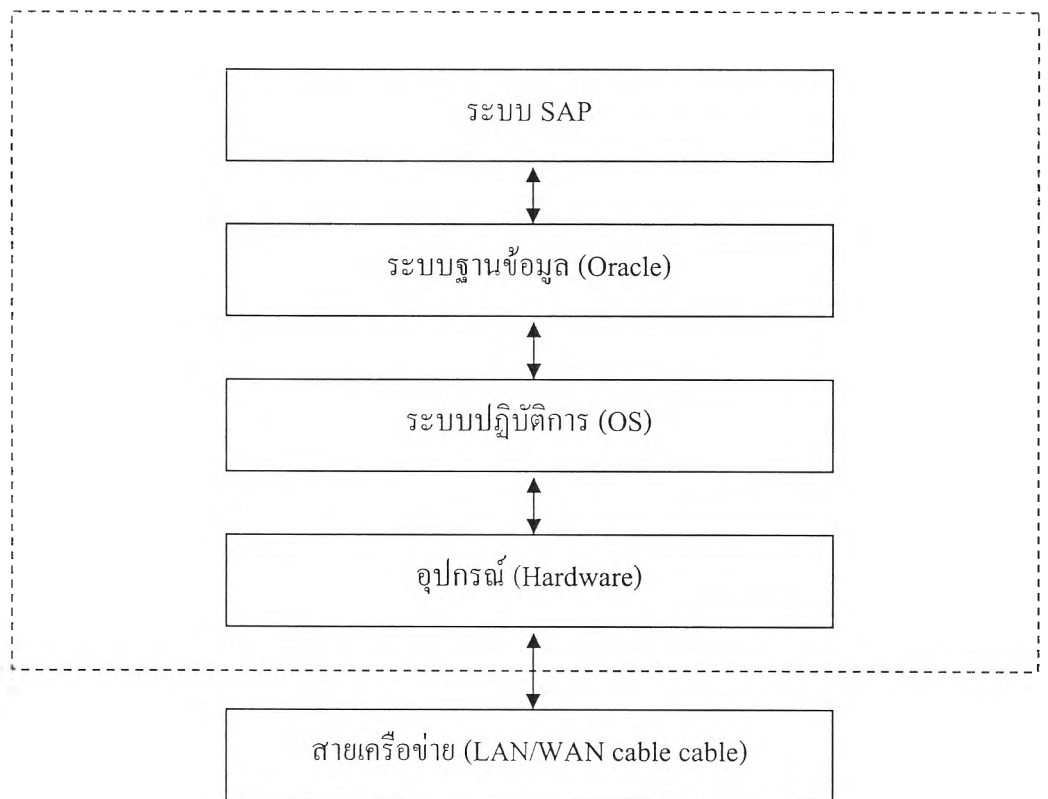 ระบบ SAP
ระบบฐานข้อมูล (Oracle)
ระบบปฏิบัติการ (OS)
อุปกรณ์ (Hardware)
สายเครือข่าย (LAN/WAN cable cable)